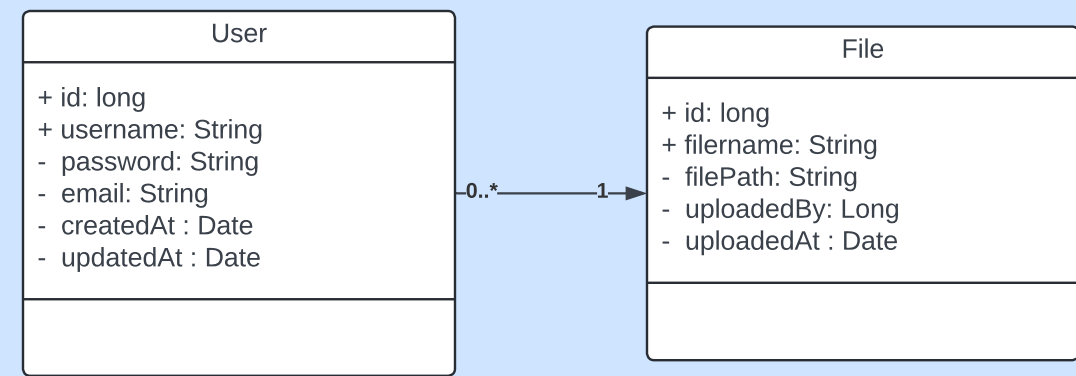 User
+ id: long
+ username: String
- password: String
- email: String
- createdAt : Date
- updatedAt : Date
0..*
1
File
+ id: long
+ filername: String
- filePath: String
- uploadedBy: Long
- uploadedAt : Date